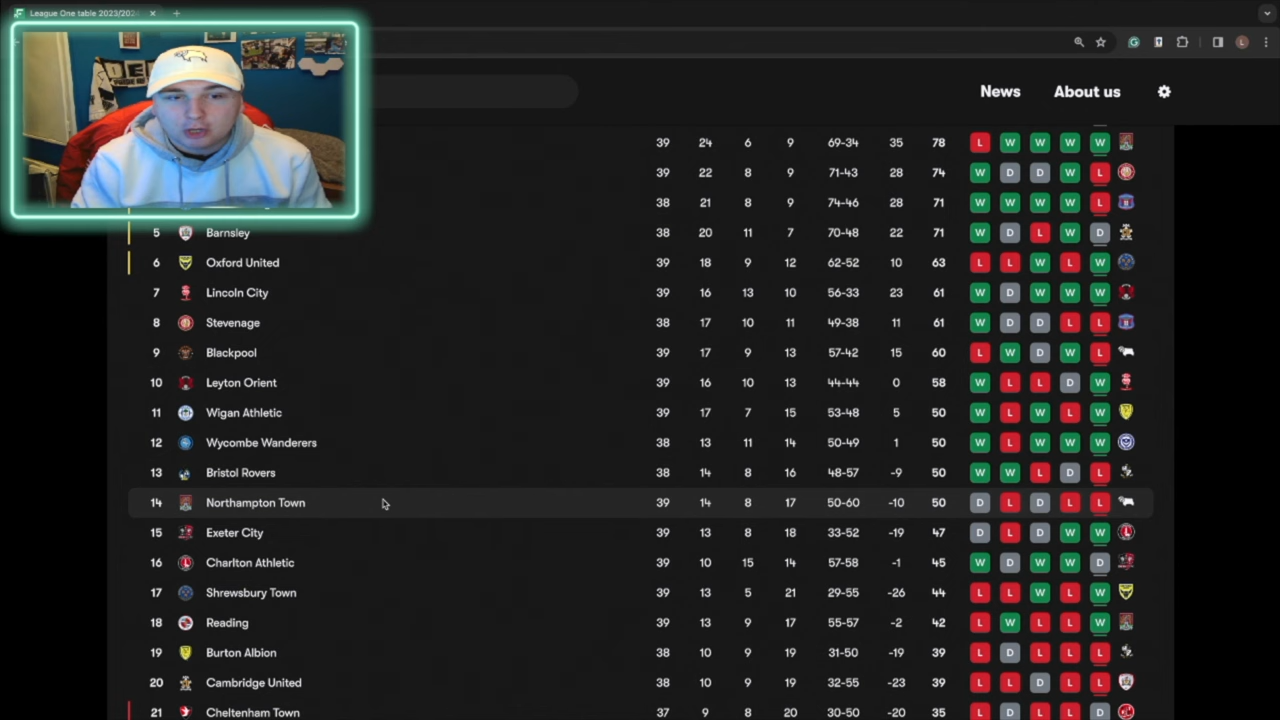 League One table 2023/202
News About us
39 24 6 9 69-34 35 78 L W W W W
39 22 8 9 71-43 28 74 W D D W L
38 21 8 9 74-46 28 71 W W W W L
5 Barnsley 38 20 11 7 70-48 22 71 W D L W D
6 Oxford United 39 18 9 12 62-52 10 63 L L W L W
7 Lincoln City 39 16 13 10 56-33 23 61 W D W W W
8 Stevenage 38 17 10 11 49-38 11 61 W D D L L
9 Blackpool 39 17 9 13 57-42 15 60 L W D W L
10 Leyton Orient 39 16 10 13 44-44 0 58 W L L D W
11 Wigan Athletic 39 17 7 15 53-48 5 50 W L W L W
12 Wycombe Wanderers 38 13 11 14 50-49 1 50 W L W W W
13 Bristol Rovers 38 14 8 16 48-57 -9 50 W W L D L
14 Northampton Town 39 14 8 17 50-60 -10 50 D L D L L
15 Exeter City 39 13 8 18 33-52 -19 47 D L D W W
16 Charlton Athletic 39 10 15 14 57-58 -1 45 W D W W D
17 Shrewsbury Town 39 13 5 21 29-55 -26 44 L L W L W
18 Reading 39 13 9 17 55-57 -2 42 L W L L W
19 Burton Albion 38 10 9 19 31-50 -19 39 L D L L L
20 Cambridge United 38 10 9 19 32-55 -23 39 L L D L L
21 Cheltenham Town 37 9 8 20 30-50 -20 35 L D L L D